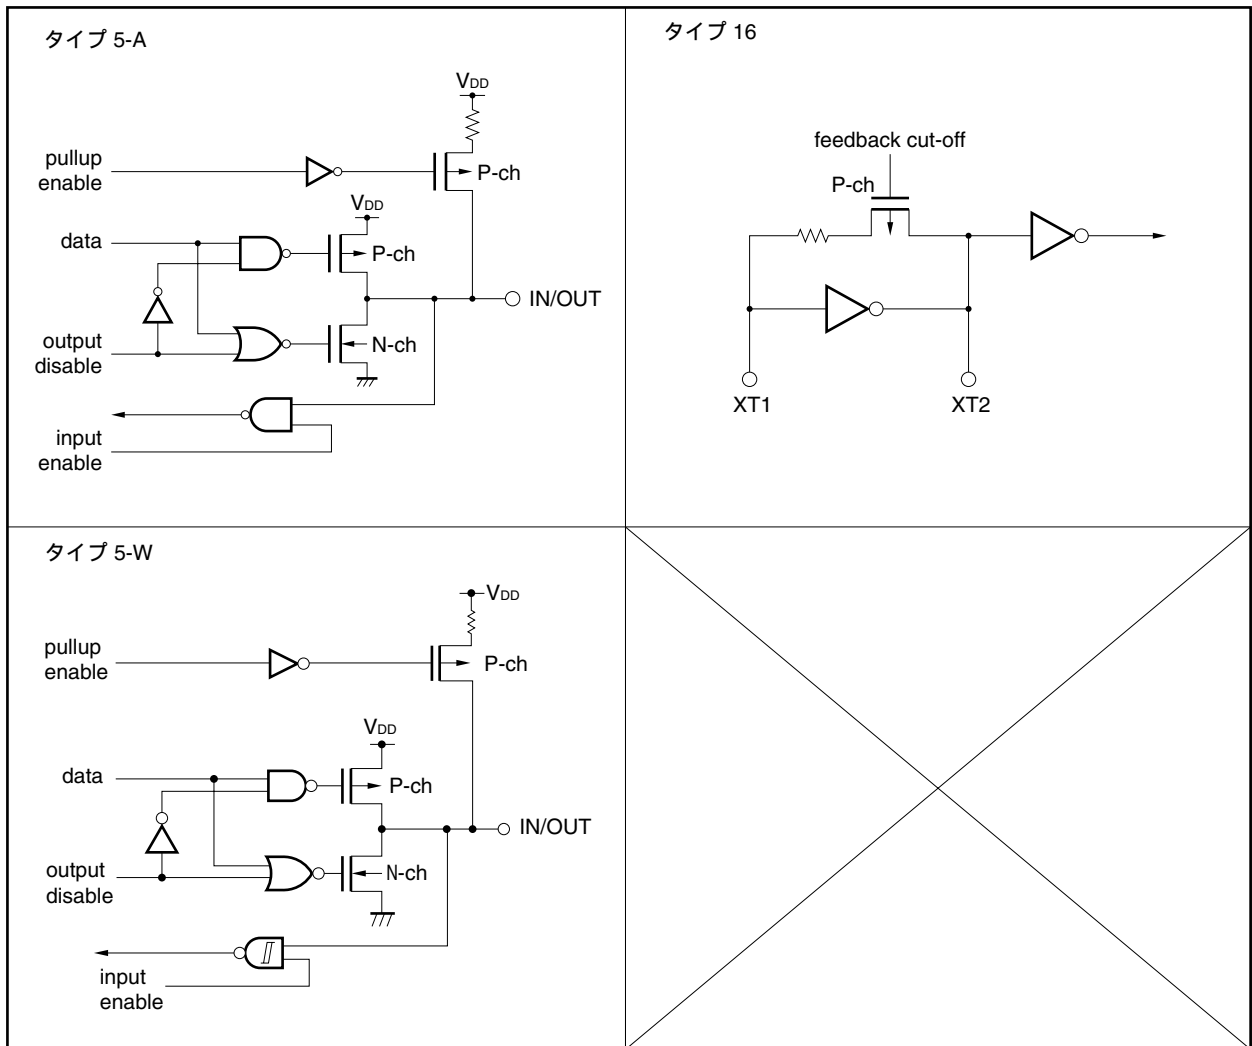 タイプ 5-A
VDD
pullup
enable
P-ch
VDD
data
P-ch
IN/OUT
output
disable
N-ch
input
enable
タイプ 16
feedback cut-off
P-ch
XT1
XT2
タイプ 5-W
VDD
pullup
enable
P-ch
VDD
data
P-ch
IN/OUT
output
disable
N-ch
input
enable